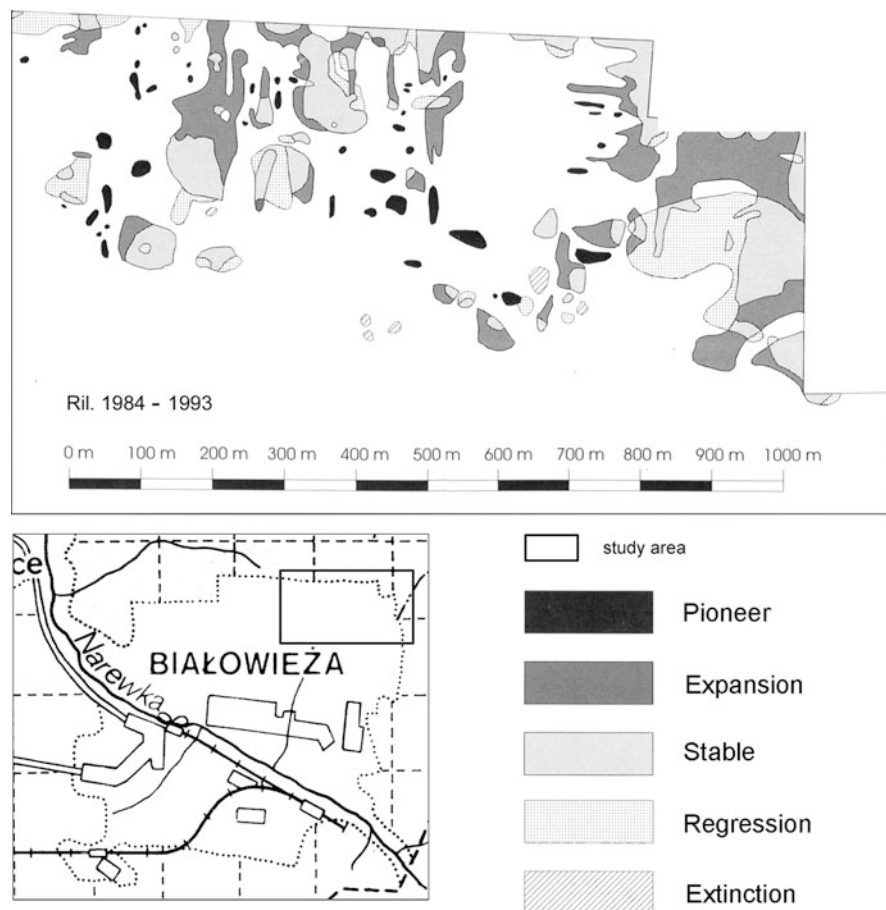 Ril. 1984 - 1993
0 m 100 m 200 m 300 m 400 m 500 m 600 m 700 m 800 m 900 m 1000 m
ce
Narewka
BIAŁOWIEŻA
study area
Pioneer
Expansion
Stable
Regression
Extinction